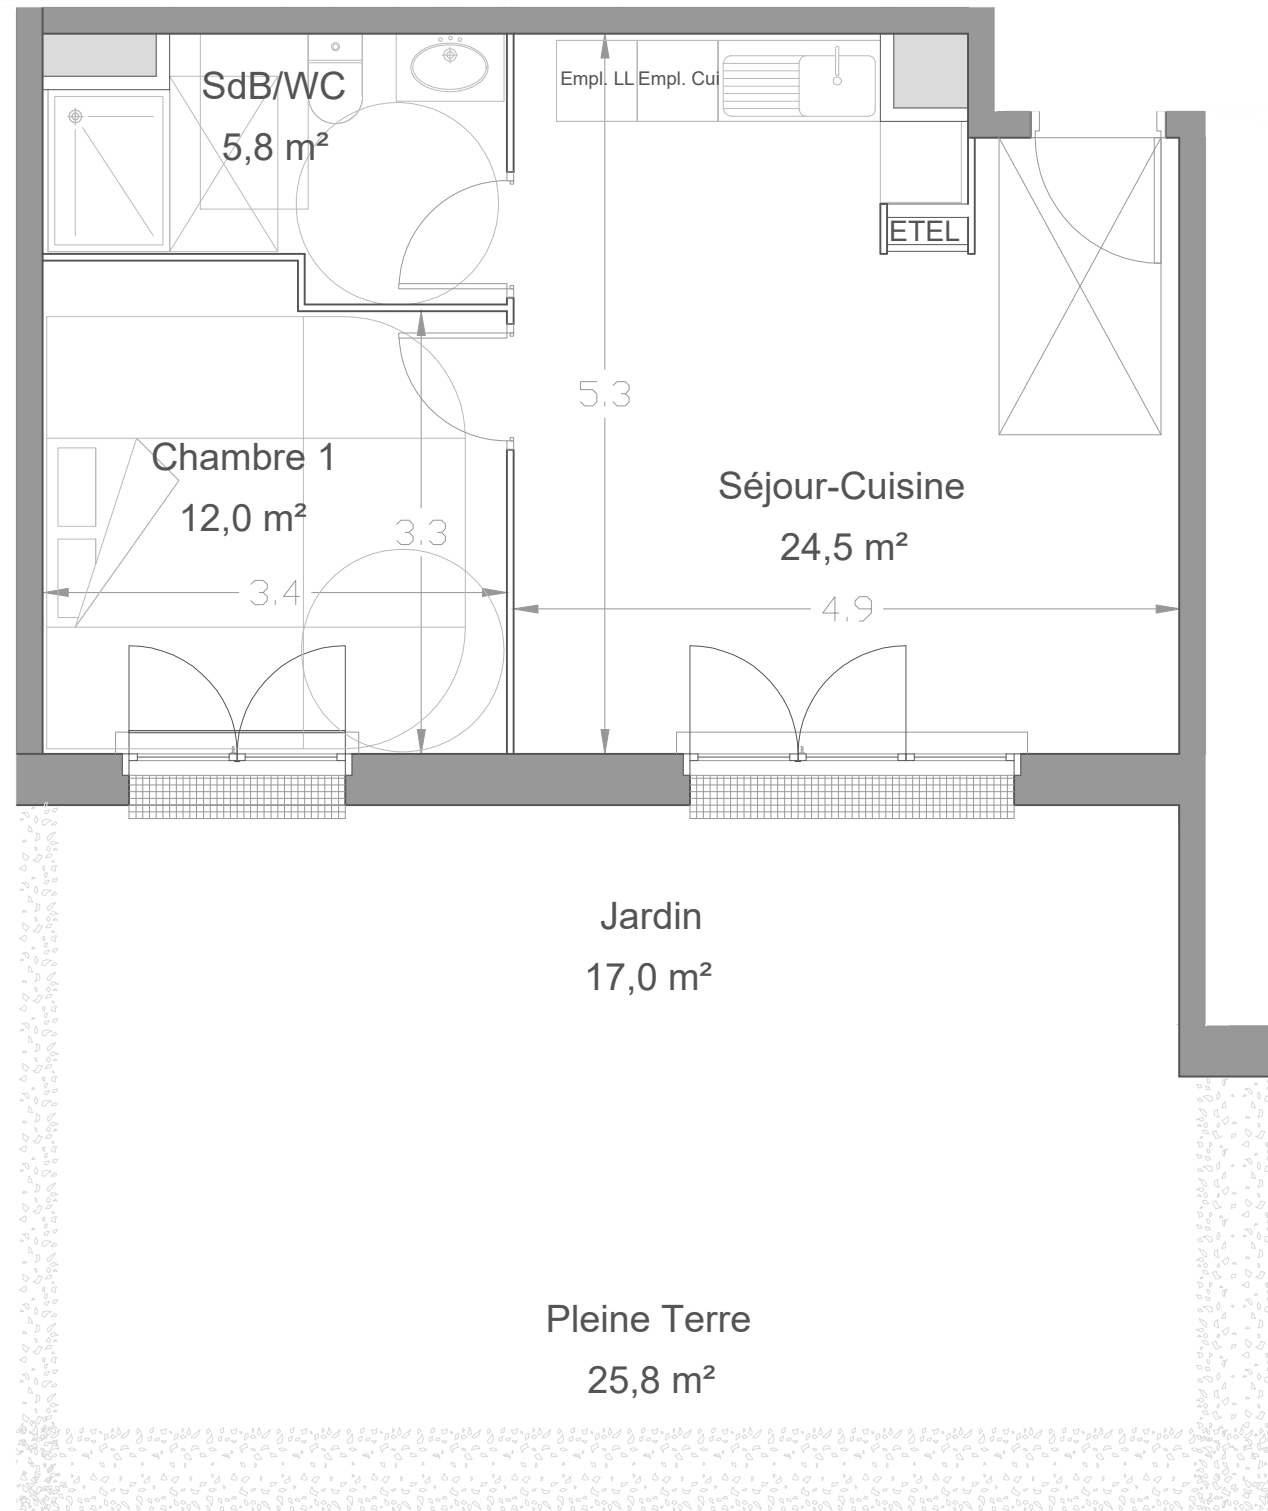 SdB/WC
5,8 m²
Empl. LL
Empl. Cui
ETEL
5.3
Chambre 1
12,0 m²
3.3
3.4
Séjour-Cuisine
24,5 m²
4.9
Jardin
17,0 m²
Pleine Terre
25,8 m²